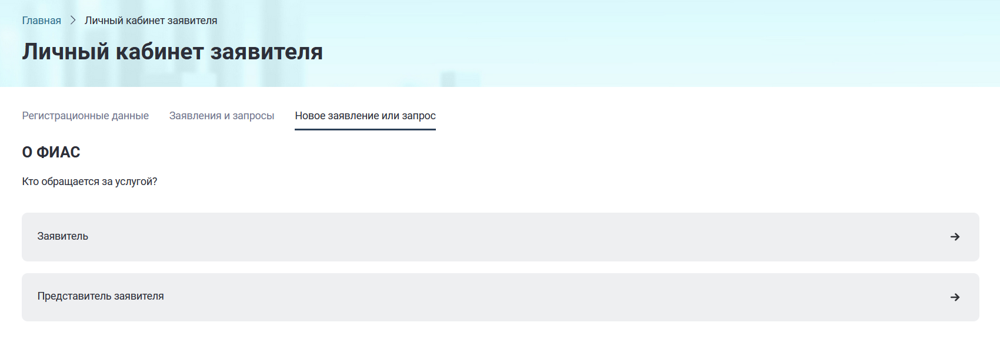 Главная > Личный кабинет заявителя
Личный кабинет заявителя
Регистрационные данные Заявления и запросы Новое заявление или запрос
О ФИАС
Кто обращается за услугой?
Заявитель
Представитель заявителя